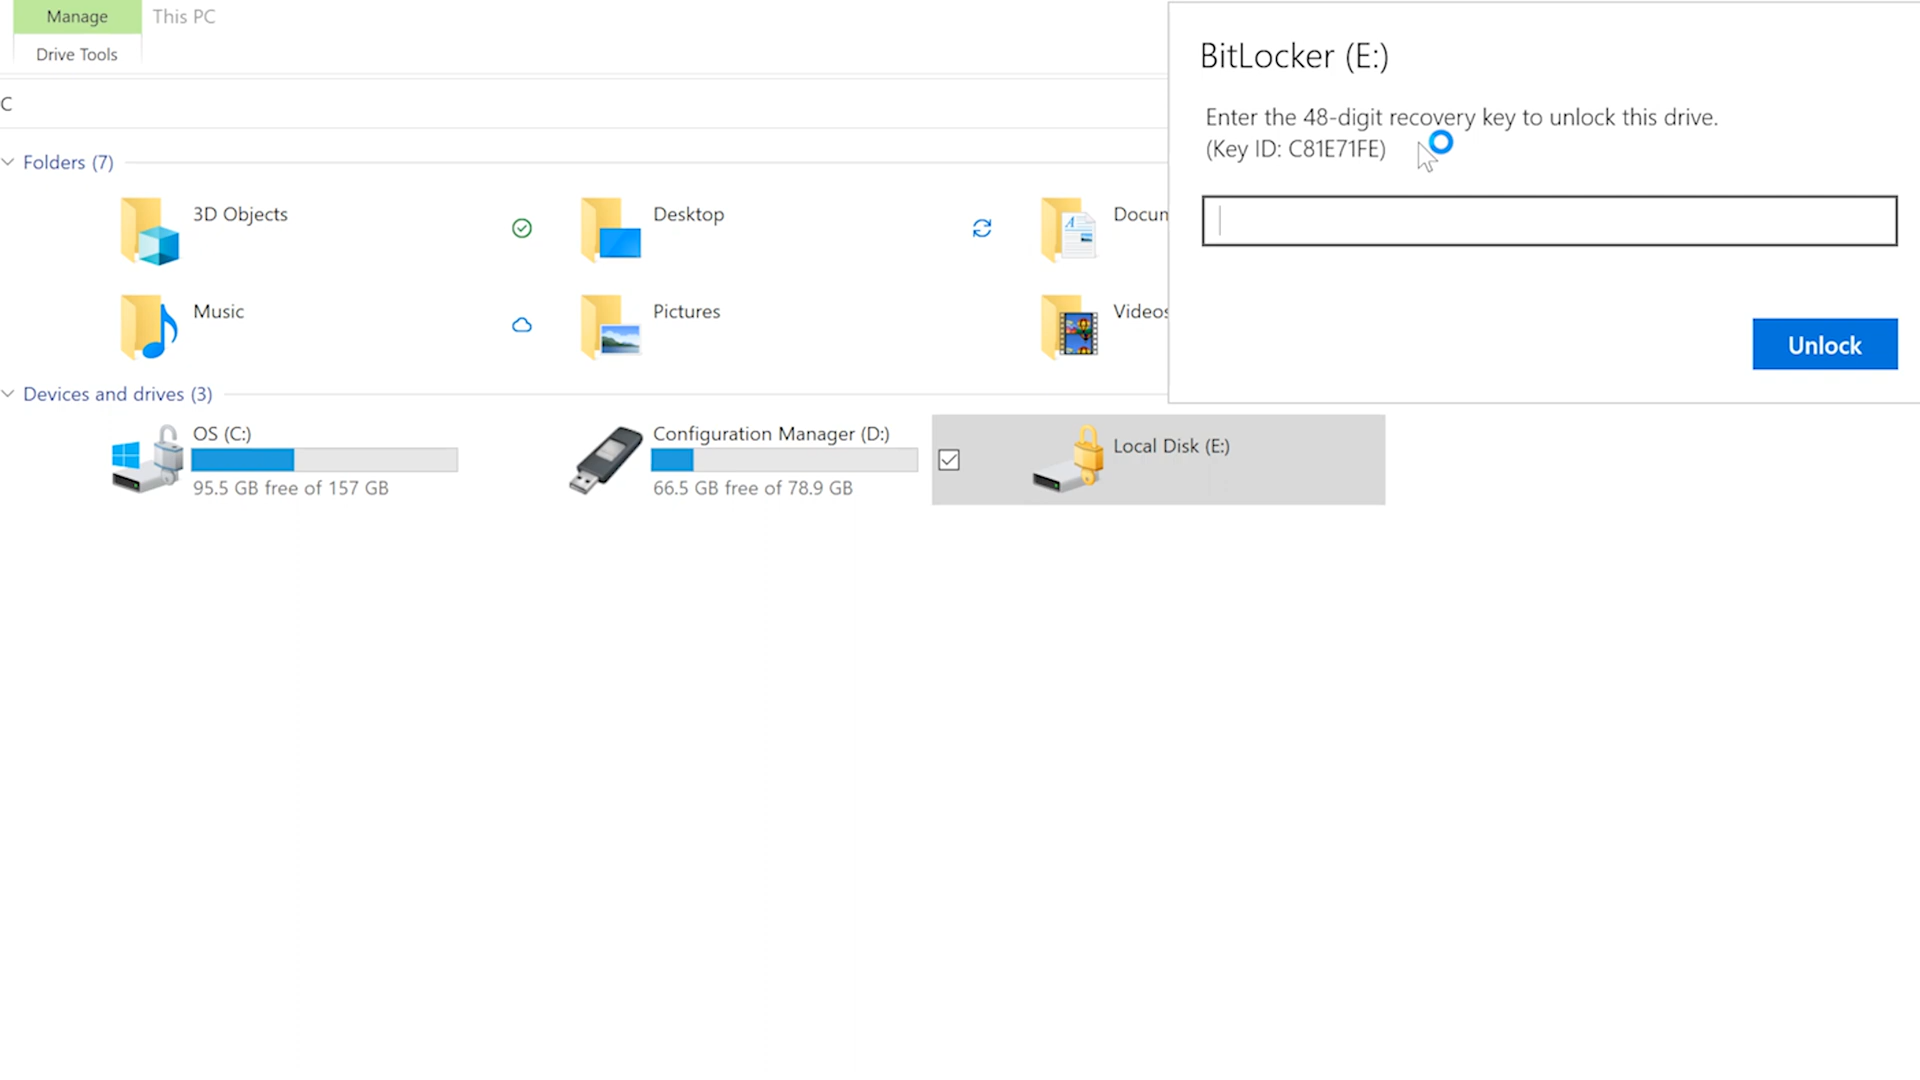 Manage
This PC
Drive Tools
C
Folders (7)
3D Objects
Desktop
Docum
Music
Pictures
Videos
Devices and drives (3)
OS (C:)
95.5 GB free of 157 GB
Configuration Manager (D:)
66.5 GB free of 78.9 GB
Local Disk (E:)
BitLocker (E:)
Enter the 48-digit recovery key to unlock this drive.
(Key ID: C81E71FE)
Unlock